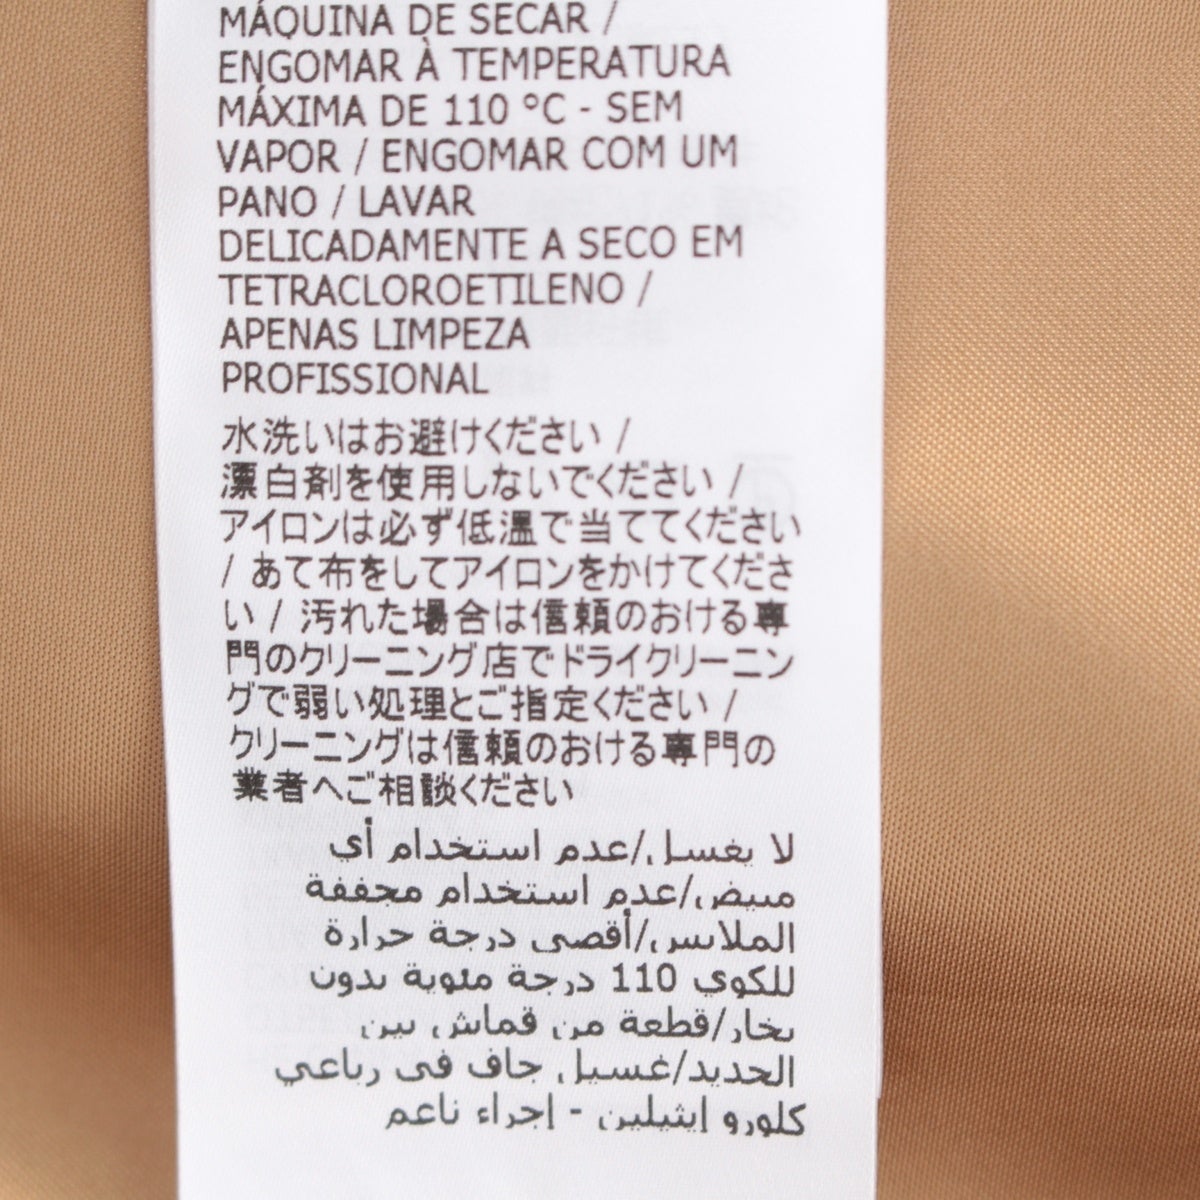 MÁQUINA DE SECAR /
ENGOMAR À TEMPERATURA
MÁXIMA DE 110 °C - SEM
VAPOR / ENGOMAR COM UM
PANO / LAVAR
DELICADAMENTE A SECO EM
TETRACLOROETILENO /
APENAS LIMPEZA
PROFISSIONAL
水洗いはお避けください /
漂白剤を使用しないでください /
アイロンは必ず低温で当ててください
/ あて布をしてアイロンをかけてくださ
い / 汚れた場合は信頼のおける専
門のクリーニング店でドライクリーニン
グで弱い処理とご指定ください /
クリーニングは信頼のおける専門の
業者へご相談ください
لا يغسل/عدم استخدام أي
مبيض/عدم استخدام مجففة
الملابس/أقصى درجة حرارة
للكوي 110 درجة مئوية بدون
بخار/قطعة من قماش بين
الحديد/غسيل جاف في رباعي
كلورو إيثيلين - إجراء ناعم